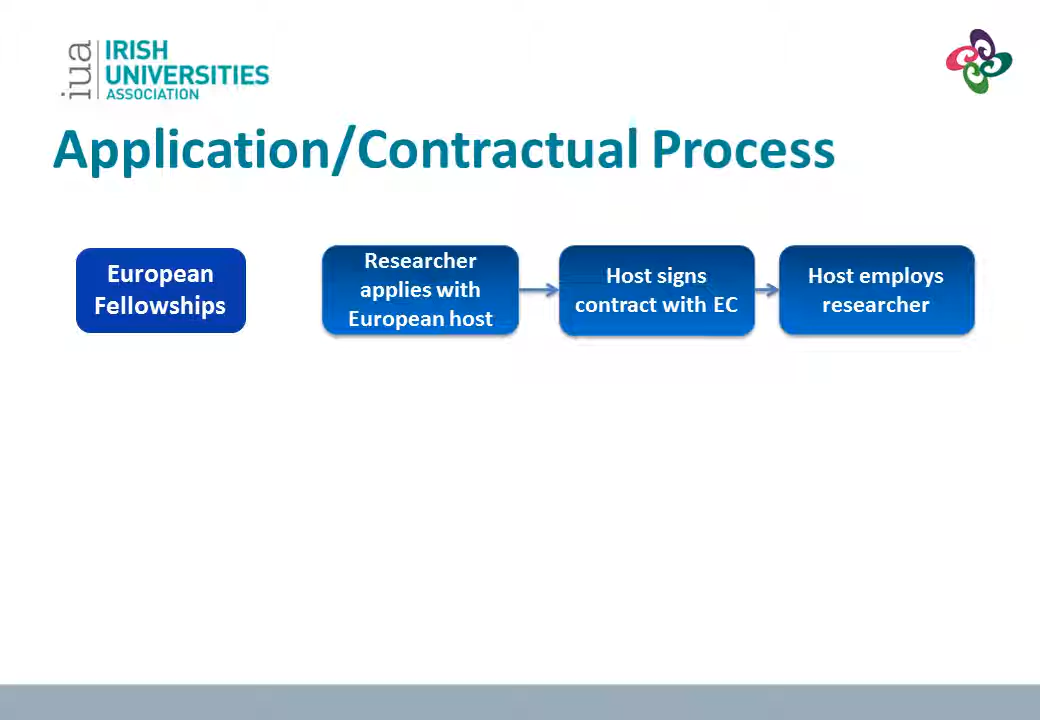 iua
IRISH
UNIVERSITIES
ASSOCIATION
Application/Contractual Process
European
Fellowships
Researcher
applies with
European host
Host signs
contract with EC
Host employs
researcher